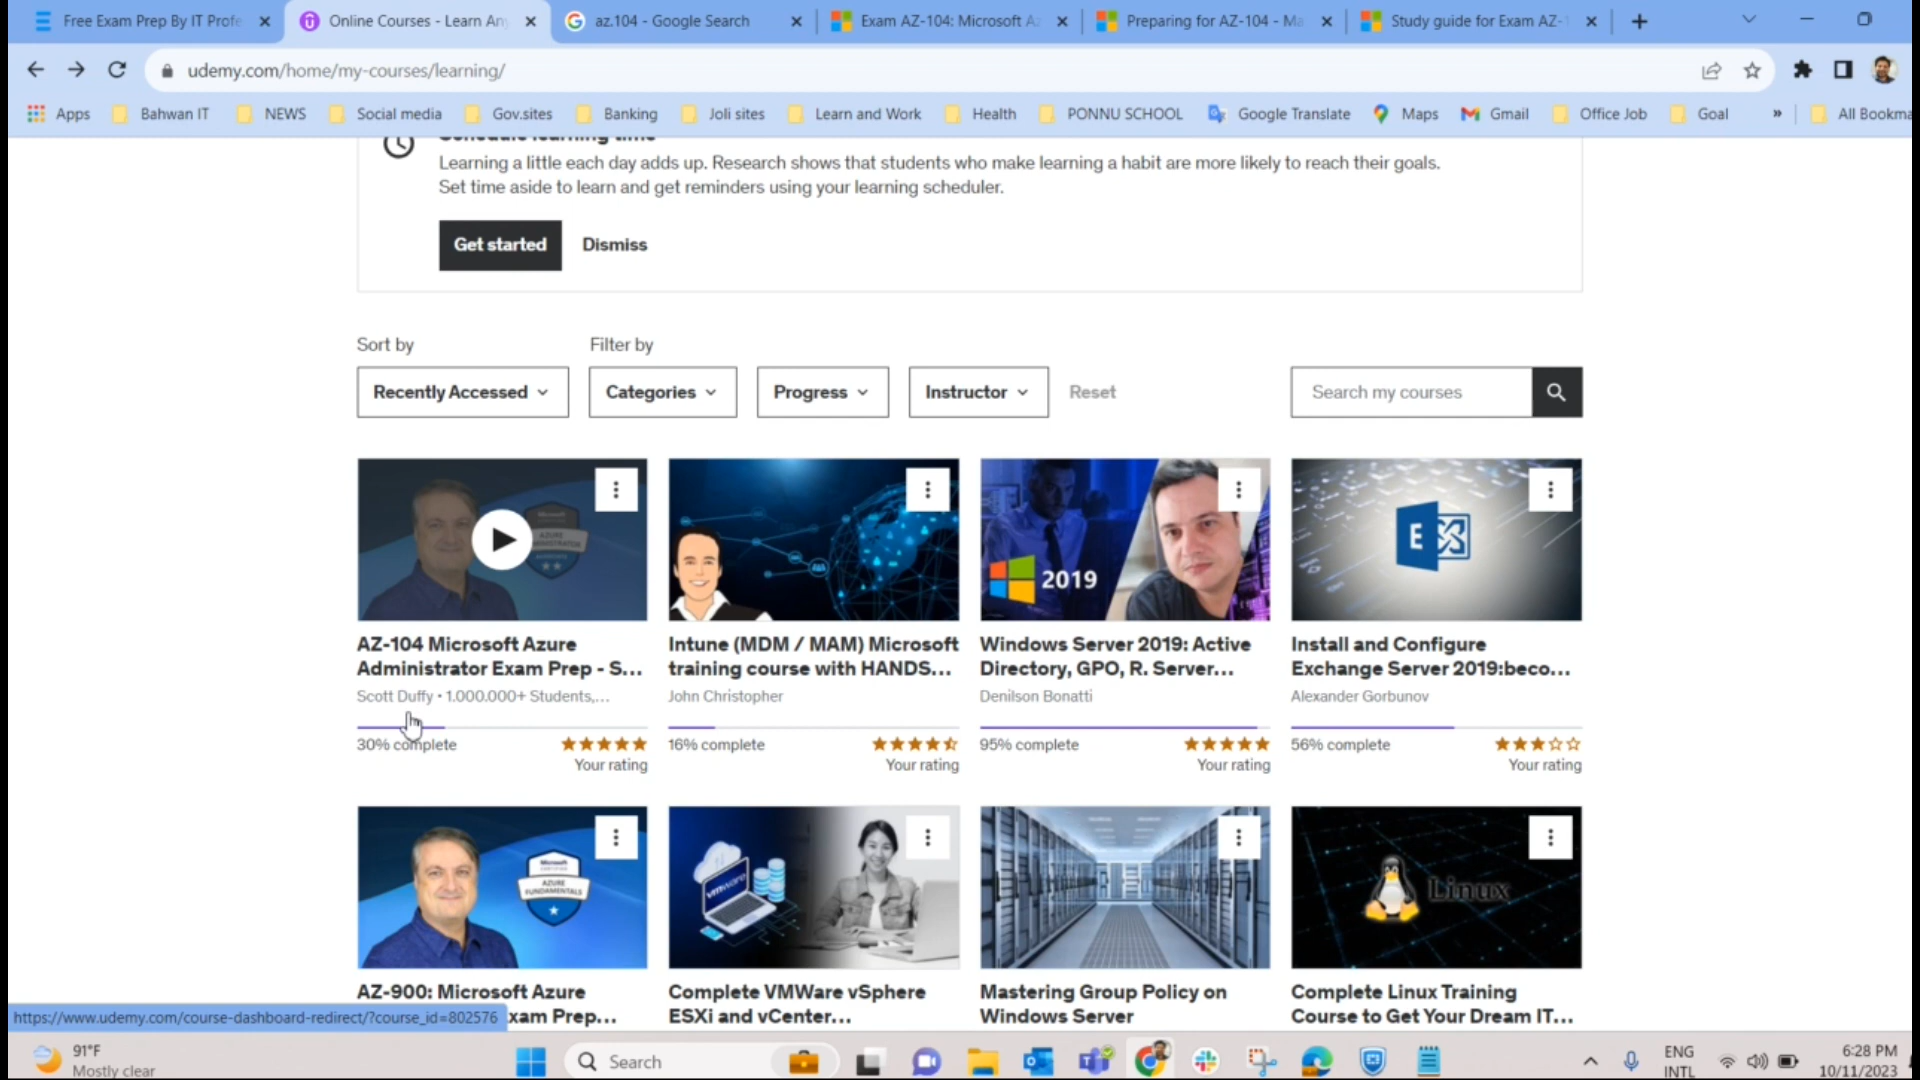 Free Exam Prep By IT Profe
Online Courses - Learn Any
az.104 - Google Search
Exam AZ-104: Microsoft Az
Preparing for AZ-104 - Ma
Study guide for Exam AZ-1
udemy.com/home/my-courses/learning/
Apps Bahwan IT NEWS Social media Gov.sites Banking Joli sites Learn and Work Health PONNU SCHOOL Google Translate Maps Gmail Office Job Goal » All Bookma
Schedule learning time
Learning a little each day adds up. Research shows that students who make learning a habit are more likely to reach their goals.
Set time aside to learn and get reminders using your learning scheduler.
Get started Dismiss
Sort by Filter by
Recently Accessed Categories Progress Instructor Reset Search my courses
2019
E
AZ-104 Microsoft Azure
Administrator Exam Prep - S...
Scott Duffy • 1.000.000+ Students,...
30% complete
Your rating
Intune (MDM / MAM) Microsoft
training course with HANDS...
John Christopher
16% complete
Your rating
Windows Server 2019: Active
Directory, GPO, R. Server...
Denilson Bonatti
95% complete
Your rating
Install and Configure
Exchange Server 2019:beco...
Alexander Gorbunov
56% complete
Your rating
Microsoft
AZURE
FUNDAMENTALS
vmware
Linux
AZ-900: Microsoft Azure
xam Prep...
Complete VMWare vSphere
ESXi and vCenter...
Mastering Group Policy on
Windows Server
Complete Linux Training
Course to Get Your Dream IT...
https://www.udemy.com/course-dashboard-redirect/?course_id=802576
91°F
Mostly clear
Search
ENG
INTL
6:28 PM
10/11/2023